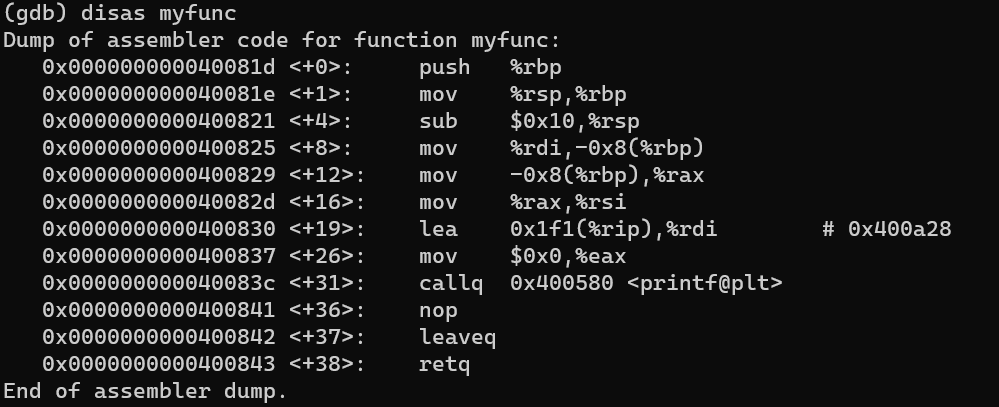 (gdb) disas myfunc
Dump of assembler code for function myfunc:
   0x000000000040081d <+0>:     push   %rbp
   0x000000000040081e <+1>:     mov    %rsp,%rbp
   0x0000000000400821 <+4>:     sub    $0x10,%rsp
   0x0000000000400825 <+8>:     mov    %rdi,-0x8(%rbp)
   0x0000000000400829 <+12>:    mov    -0x8(%rbp),%rax
   0x000000000040082d <+16>:    mov    %rax,%rsi
   0x0000000000400830 <+19>:    lea    0x1f1(%rip),%rdi        # 0x400a28
   0x0000000000400837 <+26>:    mov    $0x0,%eax
   0x000000000040083c <+31>:    callq  0x400580 <printf@plt>
   0x0000000000400841 <+36>:    nop
   0x0000000000400842 <+37>:    leaveq
   0x0000000000400843 <+38>:    retq
End of assembler dump.